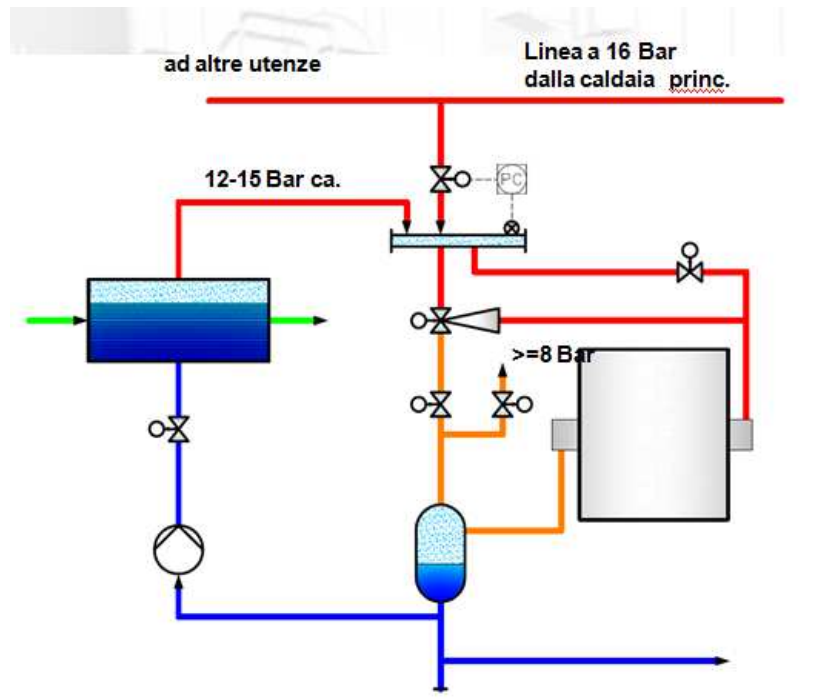 ad altre utenze
Linea a 16 Bar
dalla caldaia princ.
12-15 Bar ca.
PC
>=8 Bar